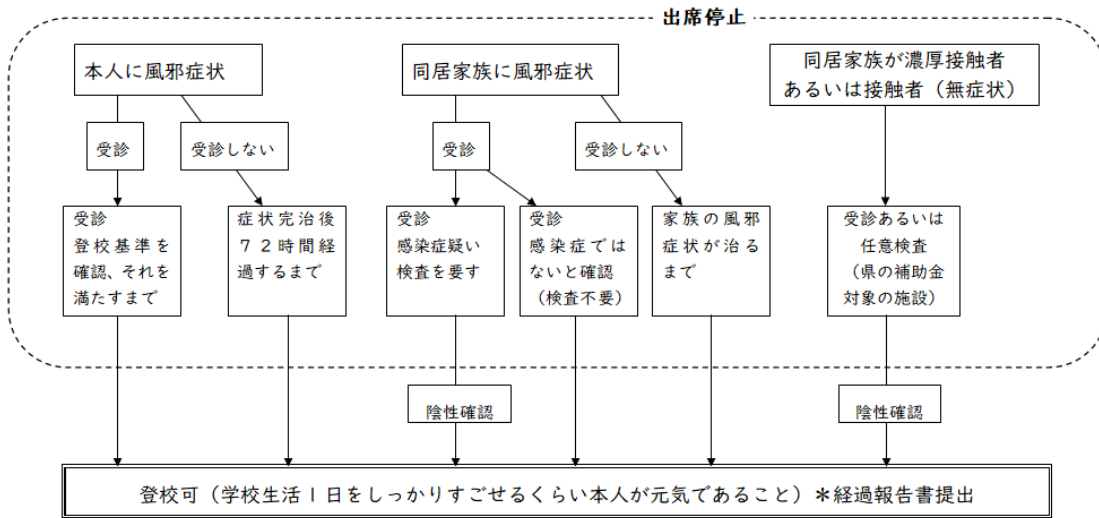 出席停止
本人に風邪症状
同居家族に風邪症状
同居家族が濃厚接触者
あるいは接触者（無症状）
受診
受診しない
受診
受診しない
受診
登校基準を
確認、それを
満たすまで
症状完治後
７２時間経
過するまで
受診
感染症疑い
検査を要す
受診
感染症では
ないと確認
（検査不要）
家族の風邪
症状が治る
まで
受診あるいは
任意検査
（県の補助金
対象の施設）
陰性確認
陰性確認
登校可（学校生活１日をしっかりすごせるくらい本人が元気であること）＊経過報告書提出